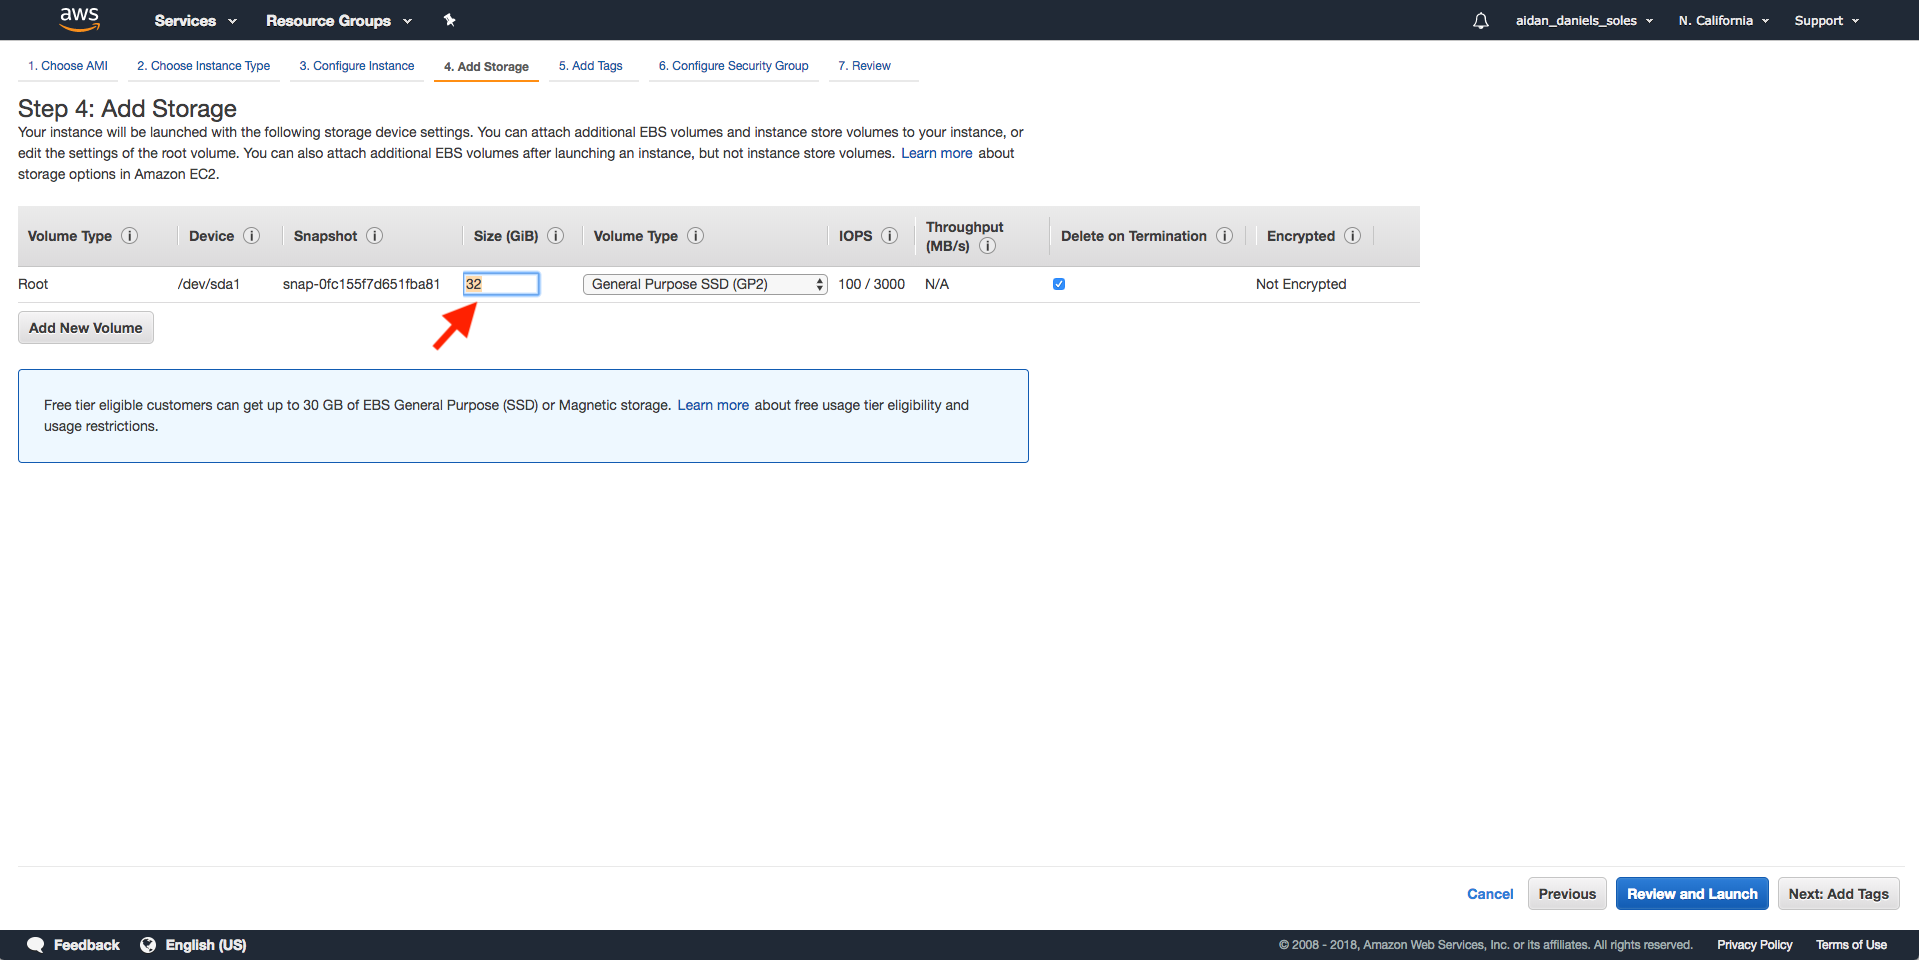 aws Services Resource Groups aidan_daniels_soles N. California Support
1. Choose AMI 2. Choose Instance Type 3. Configure Instance 4. Add Storage 5. Add Tags 6. Configure Security Group 7. Review
Step 4: Add Storage
Your instance will be launched with the following storage device settings. You can attach additional EBS volumes and instance store volumes to your instance, or
edit the settings of the root volume. You can also attach additional EBS volumes after launching an instance, but not instance store volumes. Learn more about
storage options in Amazon EC2.
Volume Type i Device i Snapshot i Size (GiB) i Volume Type i IOPS i Throughput
(MB/s) i Delete on Termination i Encrypted i
Root /dev/sda1 snap-0fc155f7d651fba81 32 General Purpose SSD (GP2) 100 / 3000 N/A Not Encrypted
Add New Volume
Free tier eligible customers can get up to 30 GB of EBS General Purpose (SSD) or Magnetic storage. Learn more about free usage tier eligibility and
usage restrictions.
Cancel Previous Review and Launch Next: Add Tags
Feedback English (US) © 2008 - 2018, Amazon Web Services, Inc. or its affiliates. All rights reserved. Privacy Policy Terms of Use